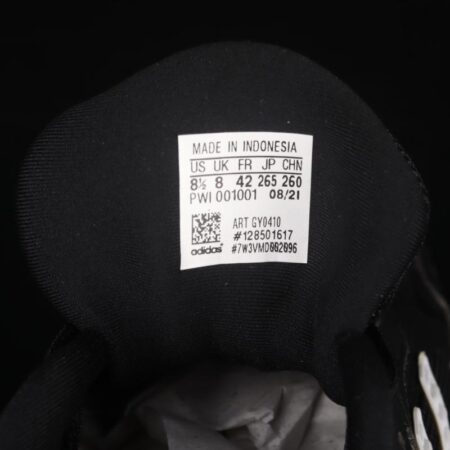 MADE IN INDONESIA
US UK FR JP CHN
8½ 8 42 265 260
PWI 001001 08/21
ART GY0410
#128501617
adidas #7W3VMD002096